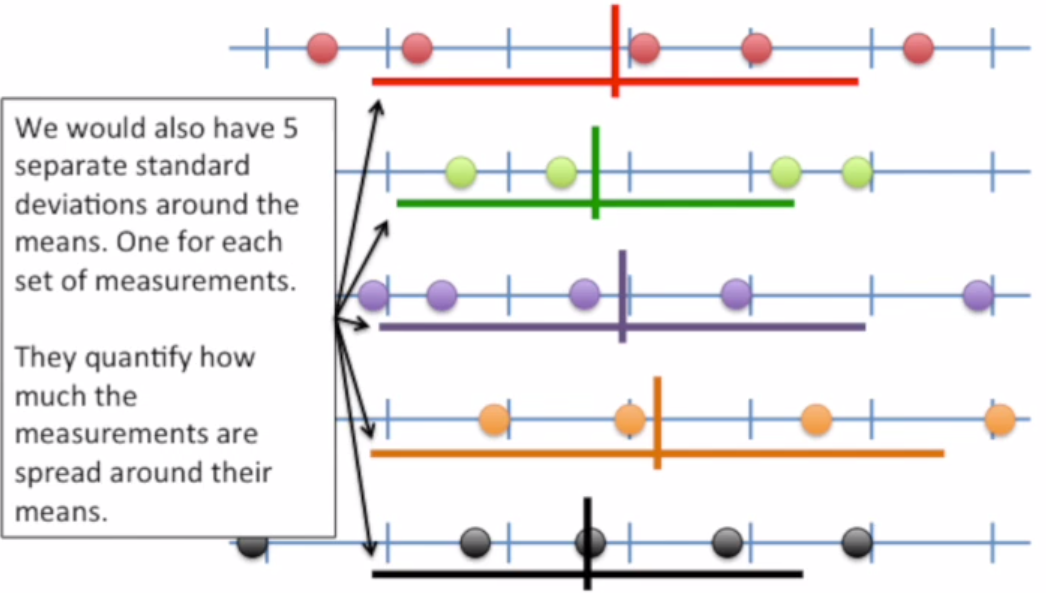 We would also have 5
separate standard
deviations around the
means. One for each
set of measurements.
They quantify how
much the
measurements are
spread around their
means.